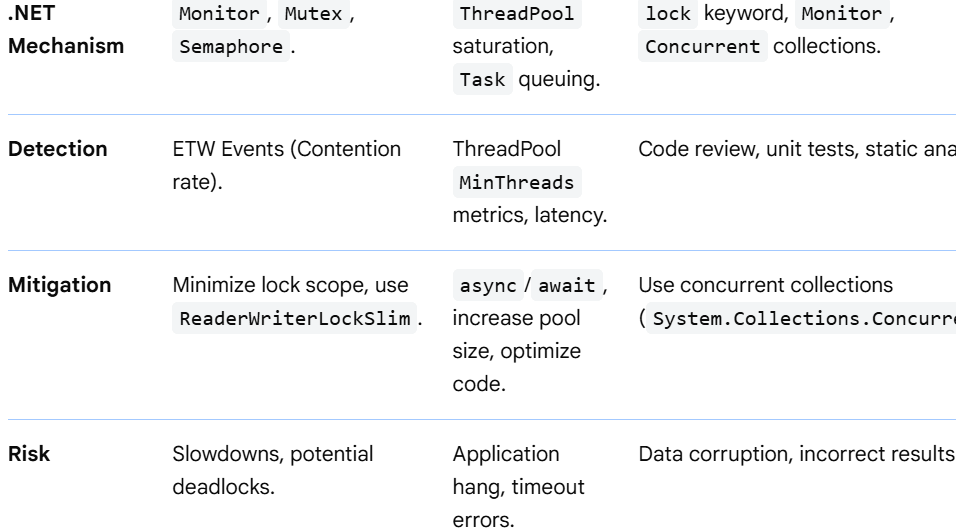 .NET Mechanism
Monitor, Mutex,
Semaphore.
ThreadPool
saturation,
Task queuing.
lock keyword, Monitor,
Concurrent collections.
Detection
ETW Events (Contention
rate).
ThreadPool
MinThreads
metrics, latency.
Code review, unit tests, static ana
Mitigation
Minimize lock scope, use
ReaderWriterLockSlim.
async/await,
increase pool
size, optimize
code.
Use concurrent collections
(System.Collections.Concurre
Risk
Slowdowns, potential
deadlocks.
Application
hang, timeout
errors.
Data corruption, incorrect results